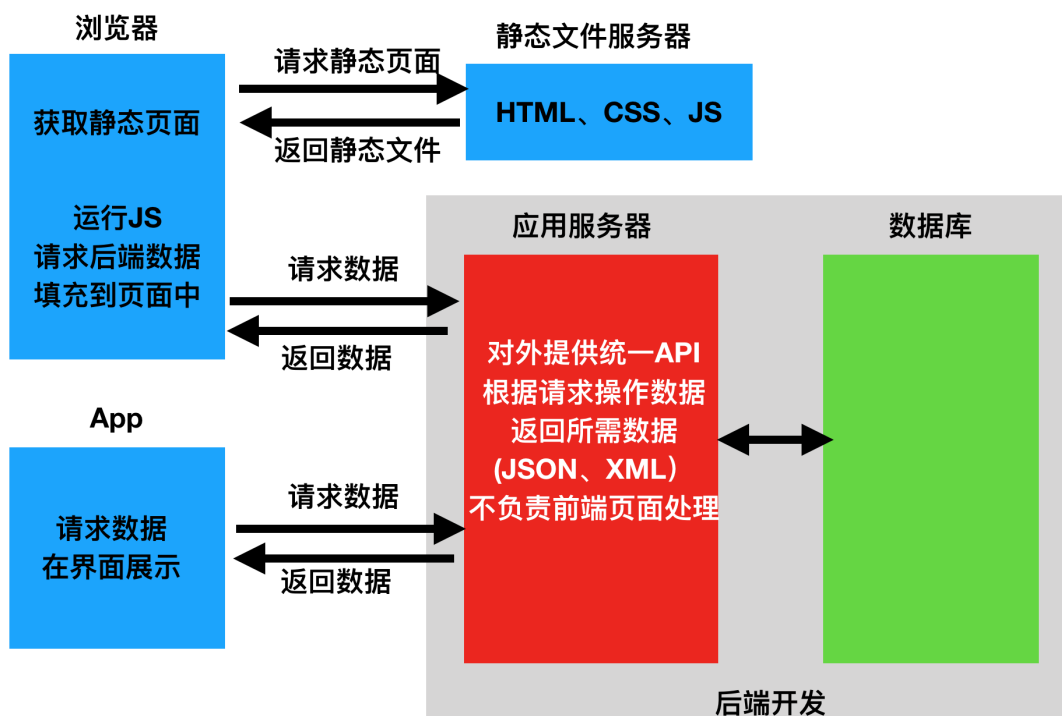 浏览器
静态文件服务器
请求静态页面
HTML、CSS、JS
获取静态页面
返回静态文件
运行JS
请求后端数据
填充到页面中
应用服务器
数据库
请求数据
返回数据
对外提供统一API
根据请求操作数据
返回所需数据
(JSON、XML）
不负责前端页面处理
App
请求数据
在界面展示
请求数据
返回数据
后端开发